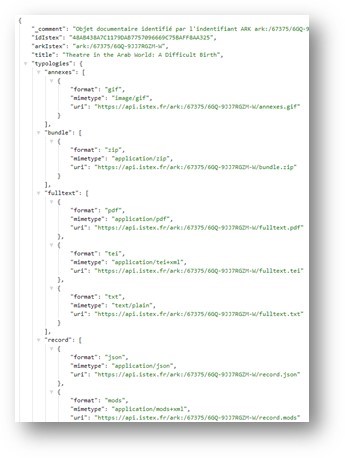 {
"_comment": "Objet documentaire identifié par l'indentifiant ARK ark:/67375/6GQ-9
"idIstex": "48AB438A7C1179DAB7757096669C75BAFF8AA325",
"arkIstex": "ark:/67375/6GQ-9JJ7RGZM-W",
"title": "Theatre in the Arab World: A Difficult Birth",
"typologies": {
"annexes": [
{
"format": "gif",
"mimetype": "image/gif",
"uri": "https://api.istex.fr/ark:/67375/6GQ-9JJ7RGZM-W/annexes.gif"
}
],
"bundle": [
{
"format": "zip",
"mimetype": "application/zip",
"uri": "https://api.istex.fr/ark:/67375/6GQ-9JJ7RGZM-W/bundle.zip"
}
],
"fulltext": [
{
"format": "pdf",
"mimetype": "application/pdf",
"uri": "https://api.istex.fr/ark:/67375/6GQ-9JJ7RGZM-W/fulltext.pdf"
},
{
"format": "tei",
"mimetype": "application/tei+xml",
"uri": "https://api.istex.fr/ark:/67375/6GQ-9JJ7RGZM-W/fulltext.tei"
},
{
"format": "txt",
"mimetype": "text/plain",
"uri": "https://api.istex.fr/ark:/67375/6GQ-9JJ7RGZM-W/fulltext.txt"
}
],
"record": [
{
"format": "json",
"mimetype": "application/json",
"uri": "https://api.istex.fr/ark:/67375/6GQ-9JJ7RGZM-W/record.json"
},
{
"format": "mods",
"mimetype": "application/mods+xml",
"uri": "https://api.istex.fr/ark:/67375/6GQ-9JJ7RGZM-W/record.mods"